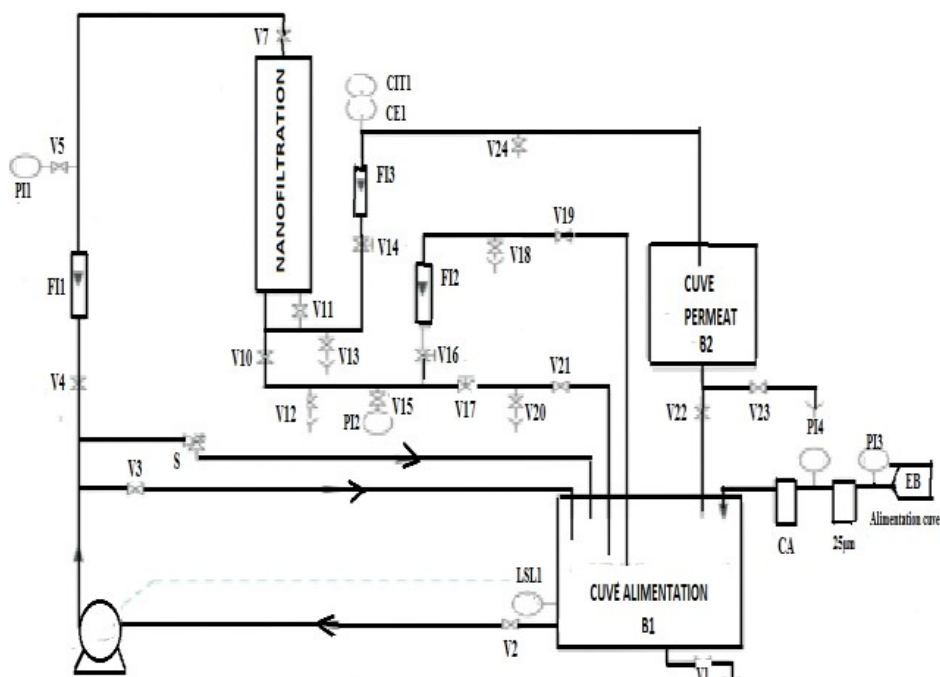 V7
CIT1
CE1
V5
PI1
NANOFILTRATION
V24
FI3
V19
V14
V18
FI1
FI2
CUVE
PERMEAT
B2
V11
V10
V13
V16
V21
V4
V12
V15
V17
V20
V22
V23
PI2
PI4
S
PI3
V3
EB
Alimentation cuve
CA
25µm
LSL1
CUVE ALIMENTATION
B1
V2
V1